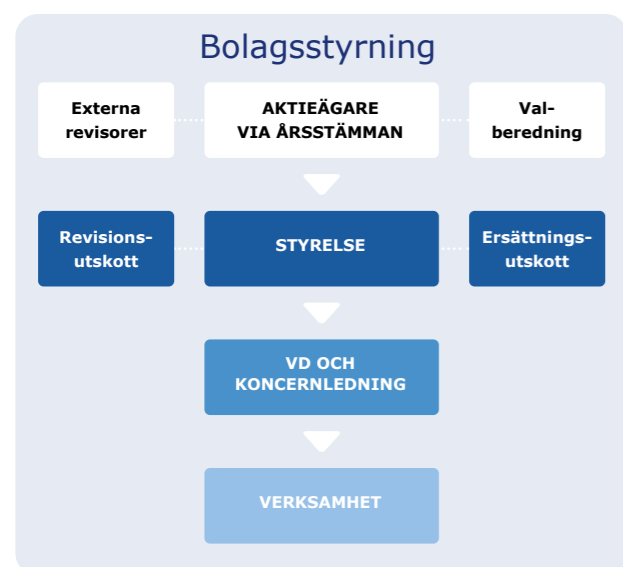 Bolagsstyrning
Externa
revisorer
AKTIEÄGARE
VIA ÅRSSTÄMMAN
Val-
beredning
Revisions-
utskott
STYRELSE
Ersättnings-
utskott
VD OCH
KONCERNLEDNING
VERKSAMHET